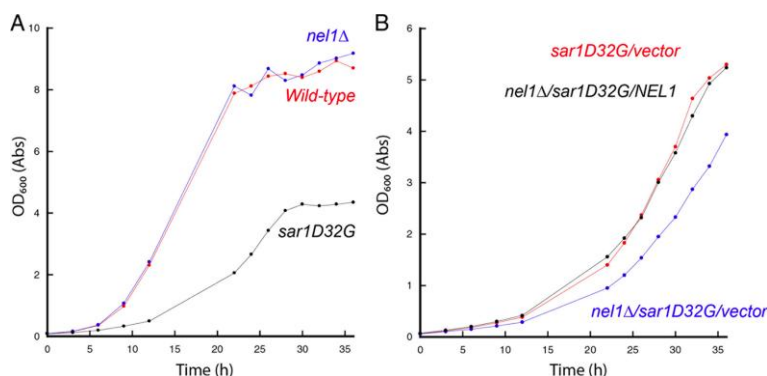 A
nel1Δ
Wild-type
sar1D32G
OD600 (Abs)
10
8
6
4
2
0
0 5 10 15 20 25 30 35
Time (h)
B
sar1D32G/vector
nel1Δ/sar1D32G/NEL1
nel1Δ/sar1D32G/vector
OD600 (Abs)
6
5
4
3
2
1
0
0 5 10 15 20 25 30 35
Time (h)